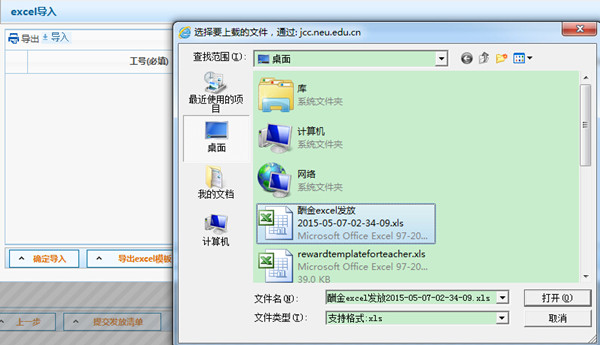 excel导入
导出 导入
工号(必填)
确定导入
导出excel模板
上一步
提交发放清单
选择要上载的文件，通过: jcc.neu.edu.cn
查找范围(I):
桌面
最近使用的项
目
桌面
我的文档
计算机
库
系统文件夹
计算机
系统文件夹
网络
系统文件夹
酬金excel发放
2015-05-07-02-34-09.xls
Microsoft Office Excel 97-20...
rewardtemplateforteacher.xls
39.0 KB
文件名(N):
酬金excel发放2015-05-07-02-34-09.xls
打开(O)
文件类型(T):
支持格式:xls
取消